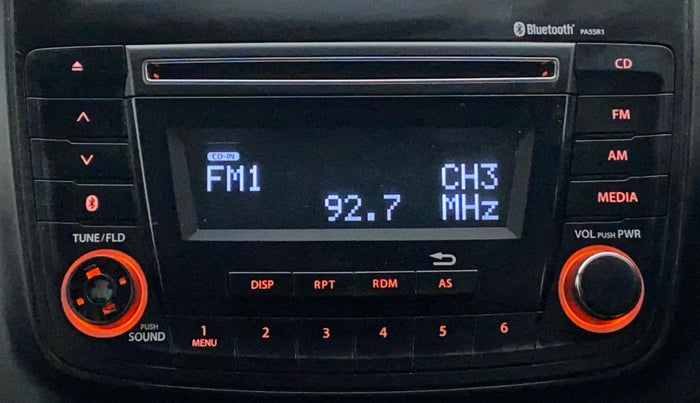 Bluetooth® PA55R1
CD
FM
AM
MEDIA
CD-IN
FM1 CH3
92.7 MHz
TUNE/FLD
VOL PUSH PWR
DISP RPT RDM AS
PUSH
SOUND
1 2 3 4 5 6
MENU